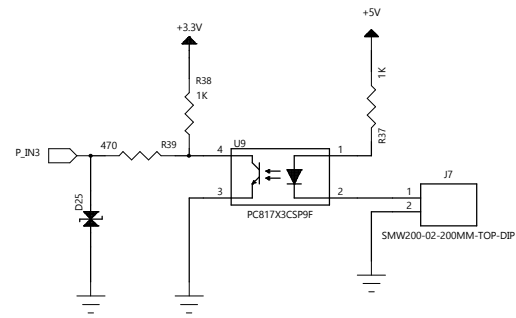 +3.3V
+5V
R38
1K
1K
R37
P_IN3
470
R39
4
U9
1
3
2
PC817X3CSP9F
D25
J7
1
2
SMW200-02-200MM-TOP-DIP